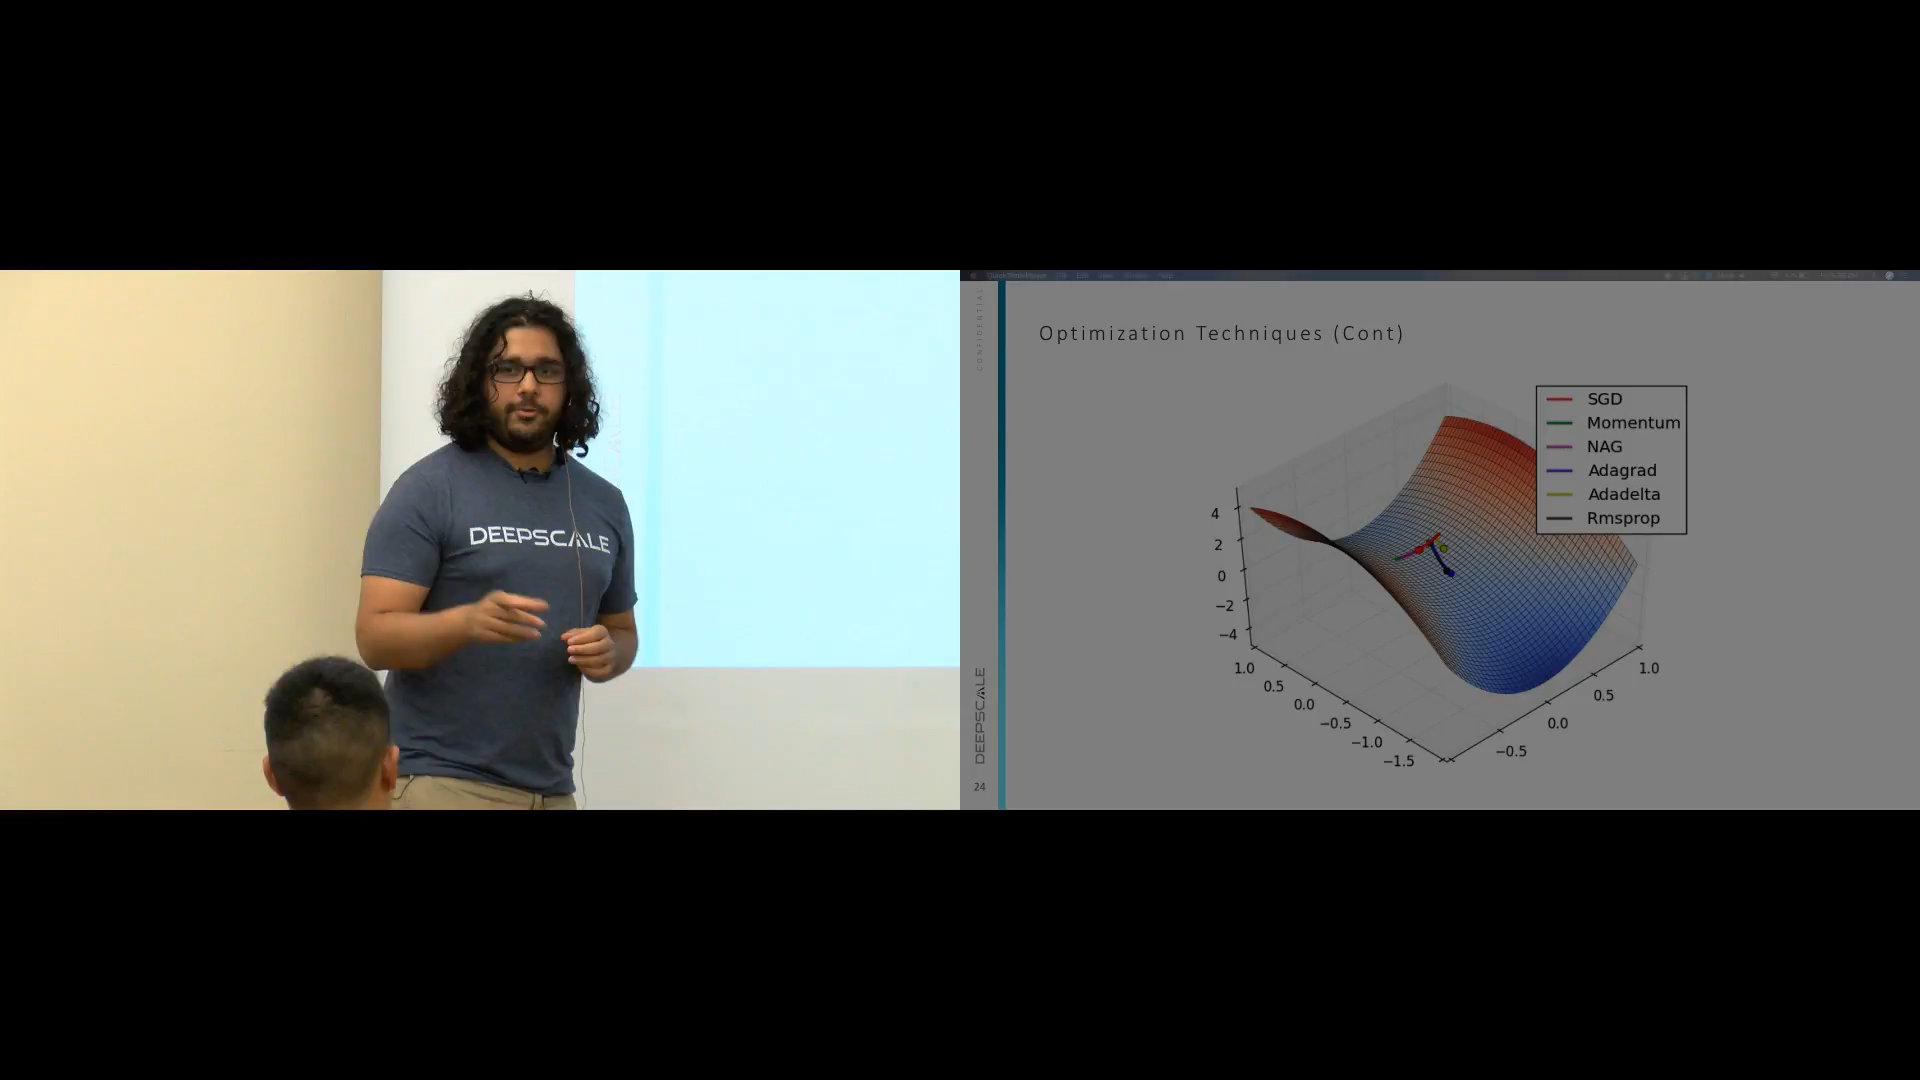 DEEPSCALE
CONFIDENTIAL
Optimization Techniques (Cont)
SGD
Momentum
NAG
Adagrad
Adadelta
Rmsprop
4
2
0
−2
−4
1.0
0.5
0.0
−0.5
−1.0
−1.5
−0.5
0.0
0.5
1.0
DEEPSCALE
24